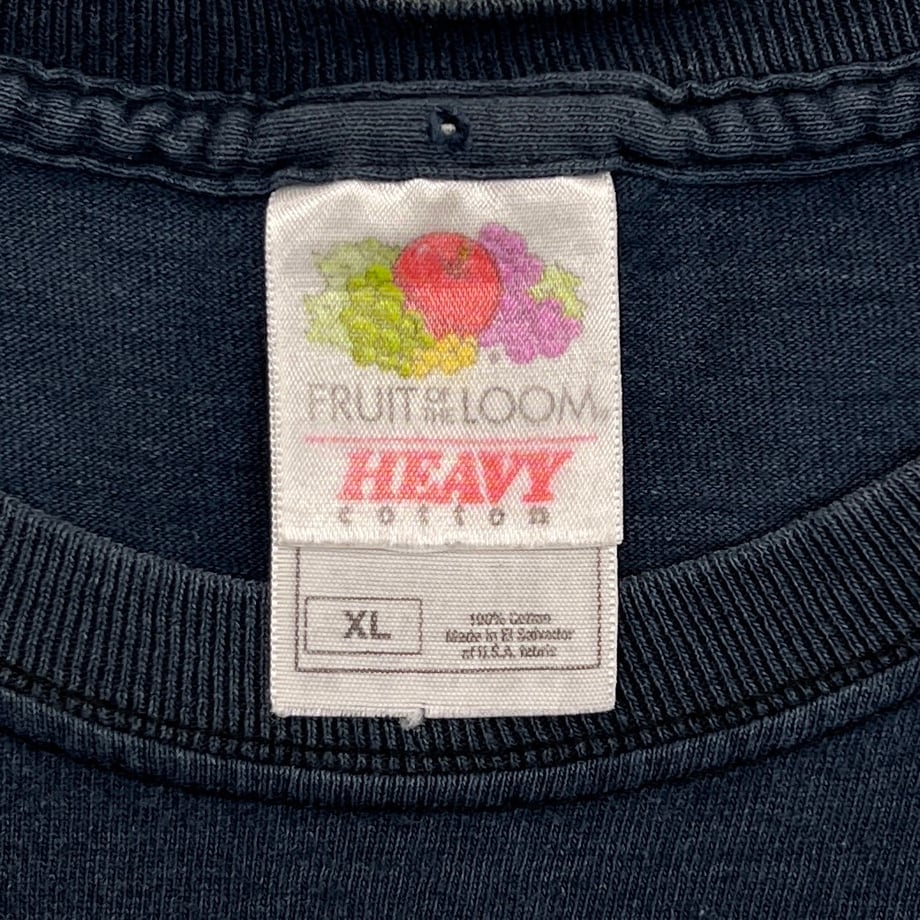 FRUIT OF THE LOOM®
HEAVY
cotton
XL
100% Cotton
Made in El Salvador
of U.S.A. fabric